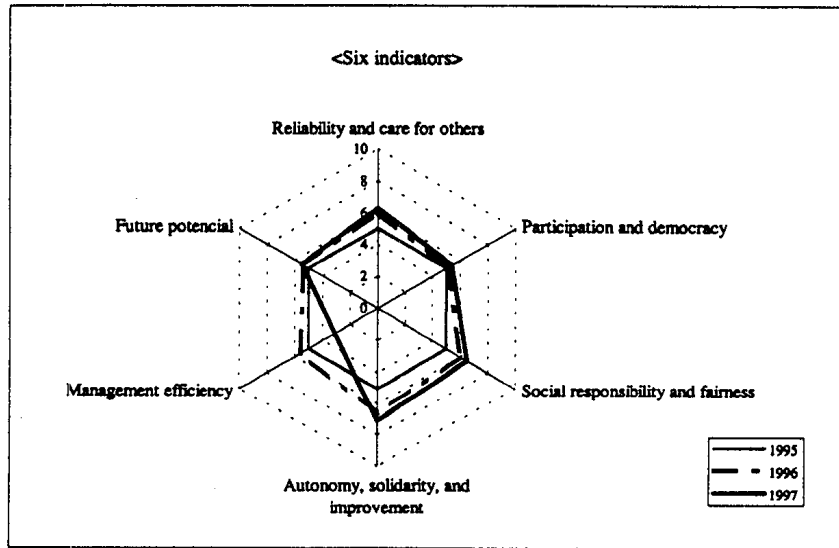 <Six indicators>
Reliability and care for others
10
8
6
4
2
0
Future potencial
Participation and democracy
Management efficiency
Social responsibility and fairness
Autonomy, solidarity, and
improvement
1995
1996
1997